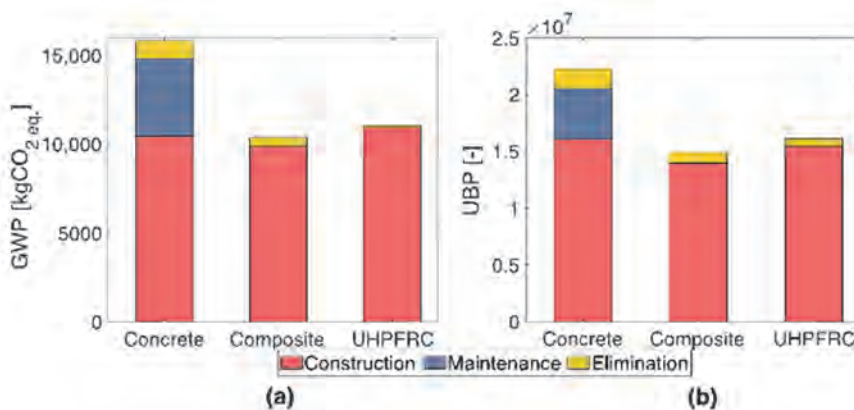 GWP [kgCO2 eq.]
15,000
10,000
5000
0
Concrete Composite UHPFRC
×10^7
UBP [-]
2.5
2
1.5
1
0.5
0
Concrete Composite UHPFRC
Construction Maintenance Elimination
(a) (b)